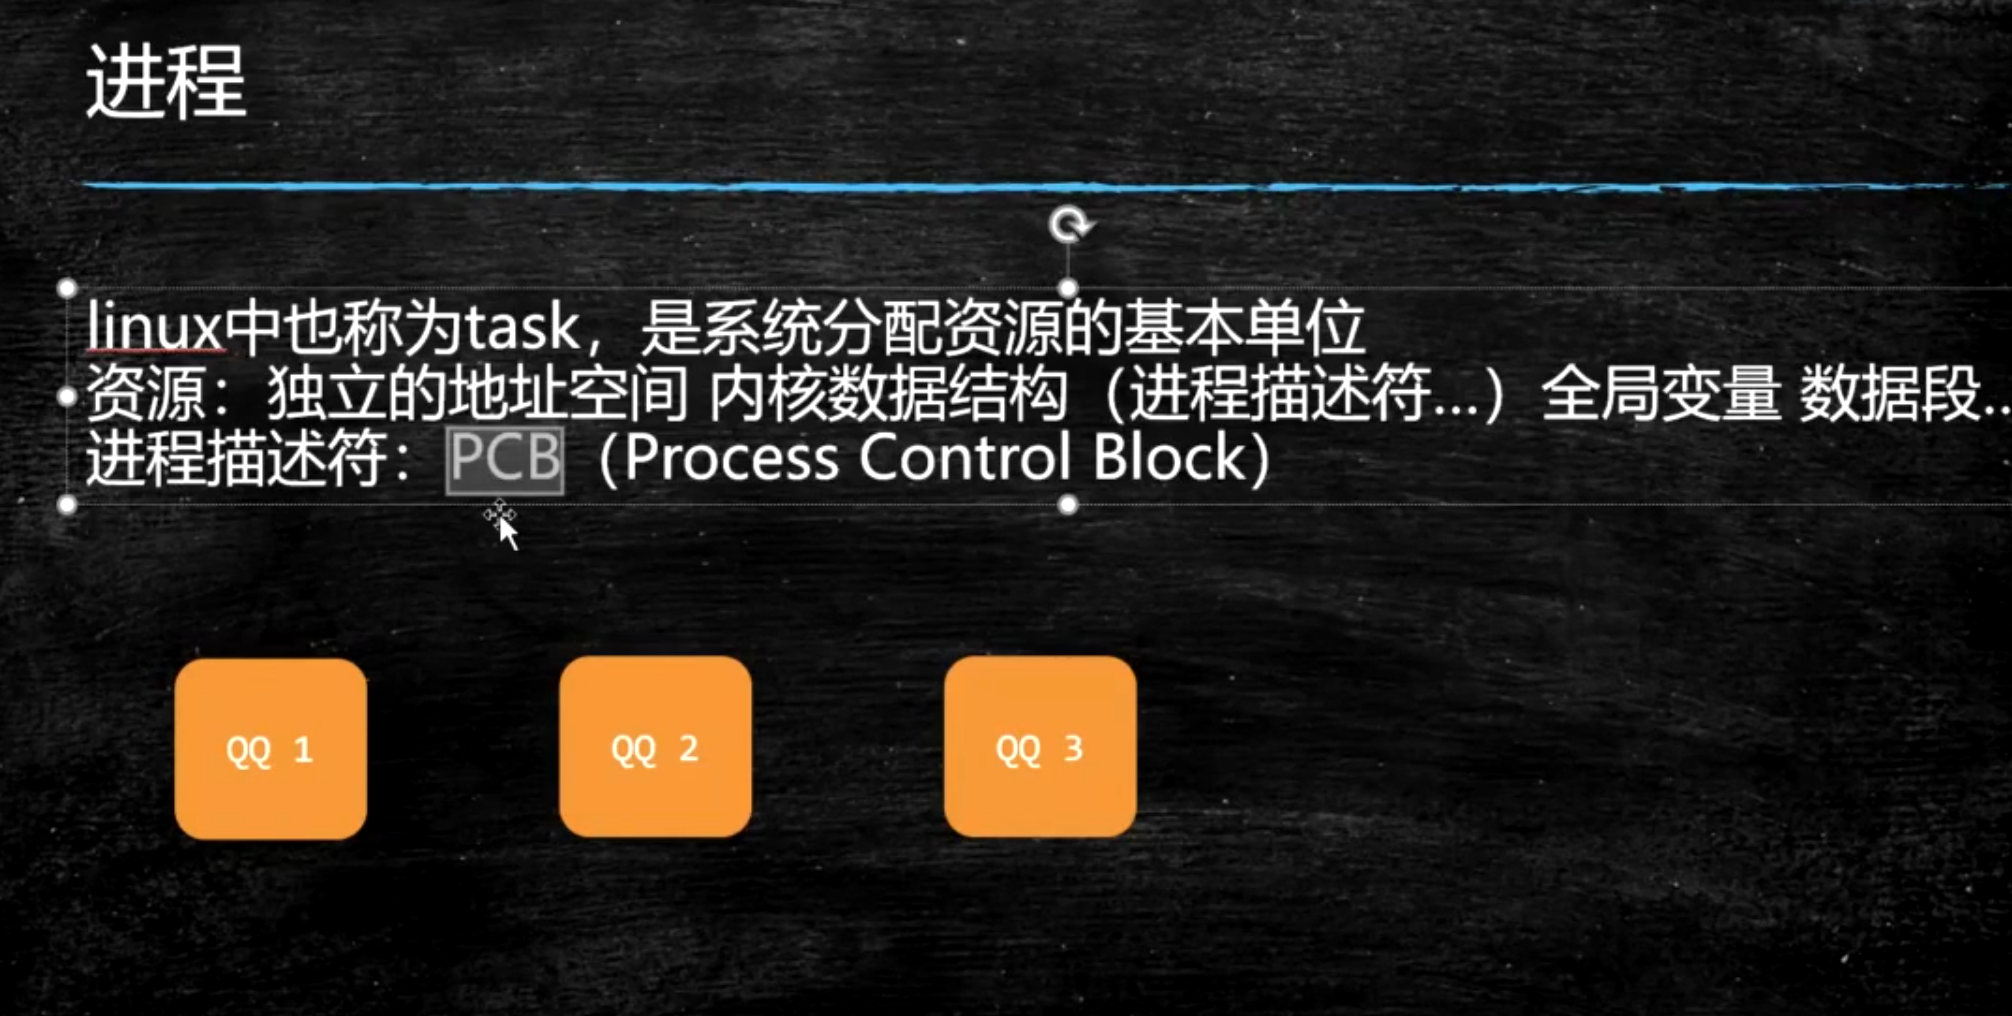 进程
linux中也称为task，是系统分配资源的基本单位
资源：独立的地址空间 内核数据结构（进程描述符...）全局变量 数据段..
进程描述符：PCB（Process Control Block）
QQ 1
QQ 2
QQ 3